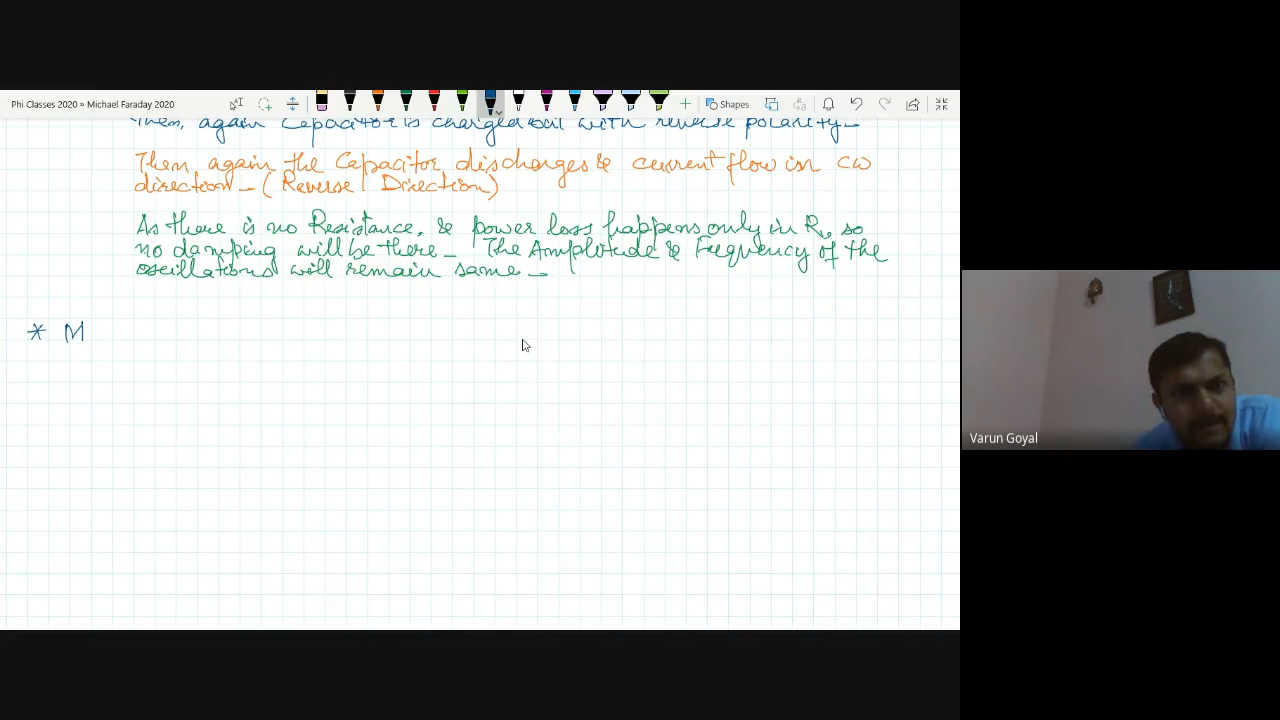 Phi Classes 2020 » Michael Faraday 2020
Shapes
Then, again Capacitor is charged but with reverse polarity-
Then again the Capacitor discharges & current flow is in CW
direction - (Reverse Direction)
As there is no Resistance, & power loss happens only in R, so
no damping will be there - The Amplitude & Frequency of the
oscillations will remain same -
* M
Varun Goyal